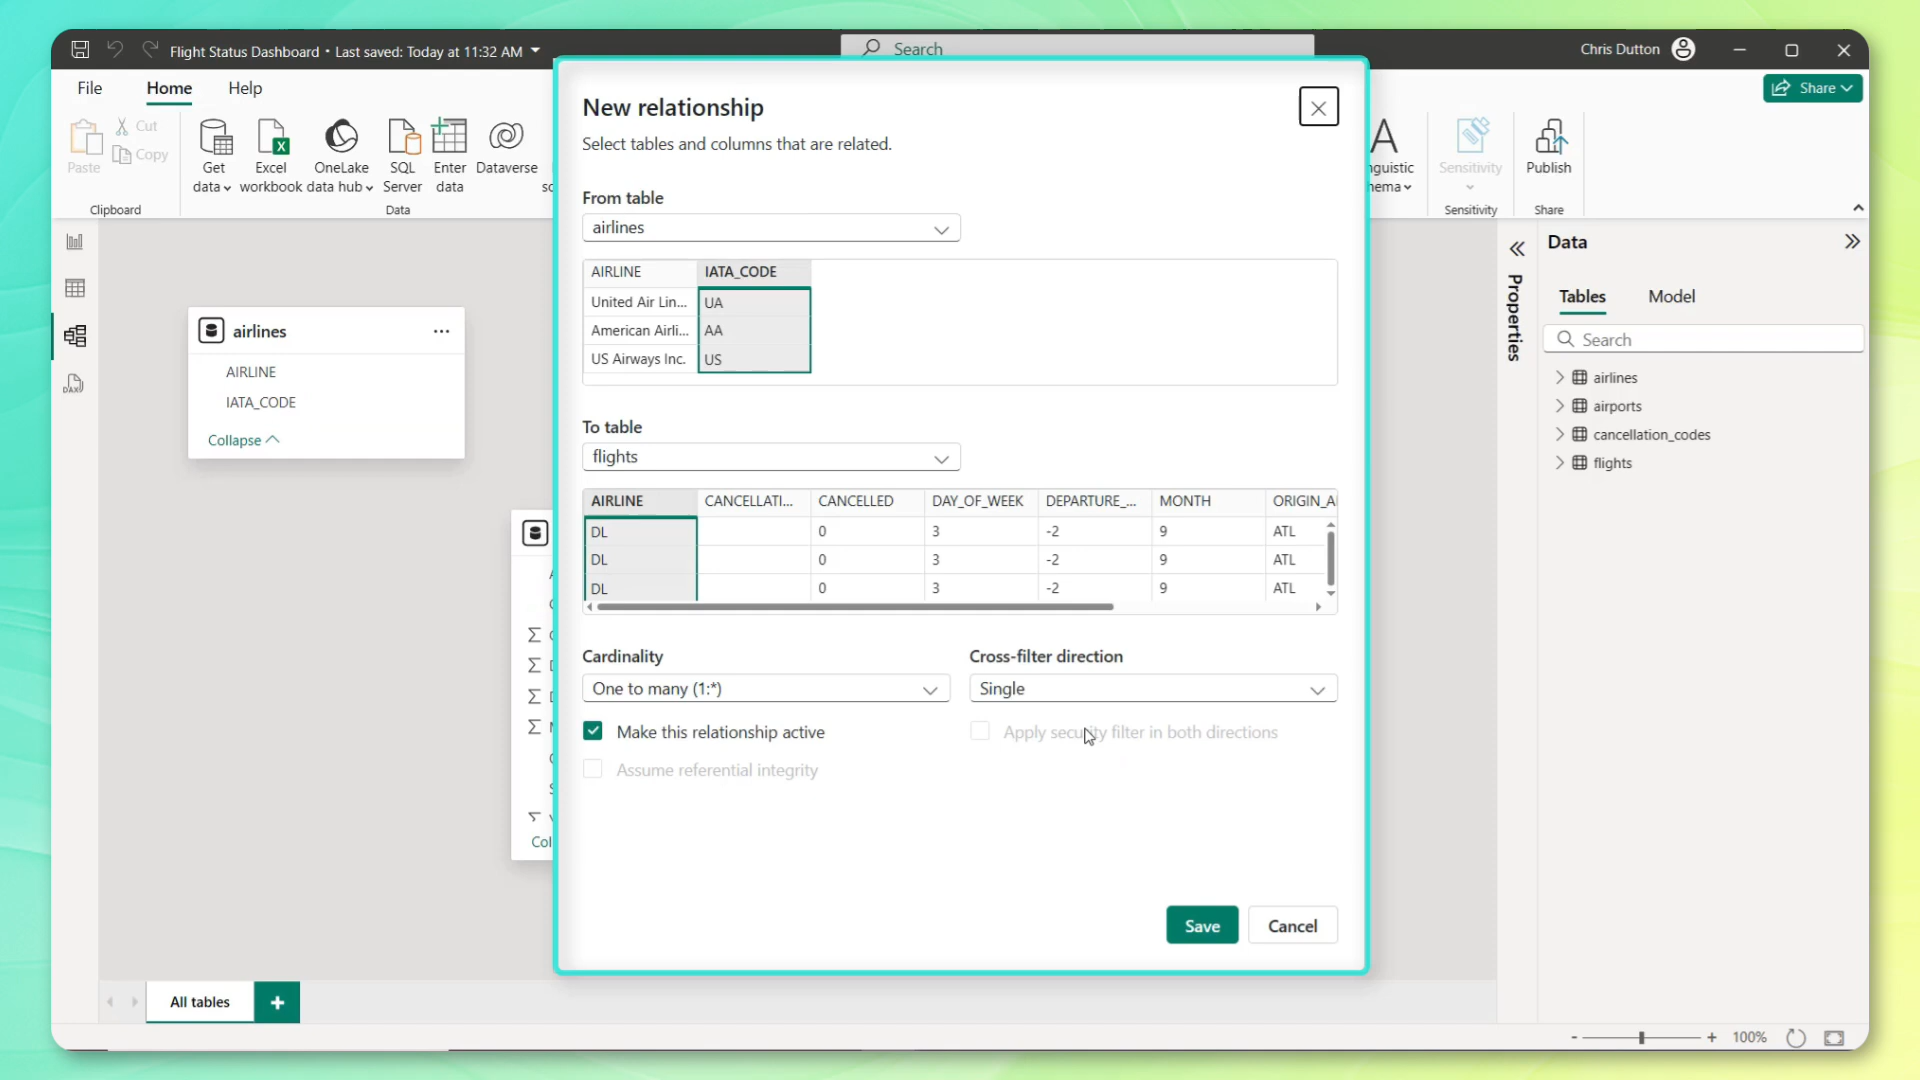 Flight Status Dashboard • Last saved: Today at 11:32 AM
Search
Chris Dutton
File
Home
Help
Share
Paste
Cut
Copy
Clipboard
Get
data
Excel
workbook
OneLake
data hub
SQL
Server
Enter
data
Dataverse
Data
Sensitivity
Sensitivity
Publish
Share
New relationship
Select tables and columns that are related.
From table
airlines
AIRLINE IATA_CODE
United Air Lin... UA
American Airli... AA
US Airways Inc. US
To table
flights
AIRLINE CANCELLATI... CANCELLED DAY_OF_WEEK DEPARTURE_... MONTH ORIGIN_A
DL 0 3 -2 9 ATL
DL 0 3 -2 9 ATL
DL 0 3 -2 9 ATL
Cardinality
One to many (1:*)
Cross-filter direction
Single
Make this relationship active
Apply security filter in both directions
Assume referential integrity
Save
Cancel
airlines
AIRLINE
IATA_CODE
Collapse
Col
DAX
Properties
Data
Tables
Model
Search
airlines
airports
cancellation_codes
flights
All tables
+
- + 100%